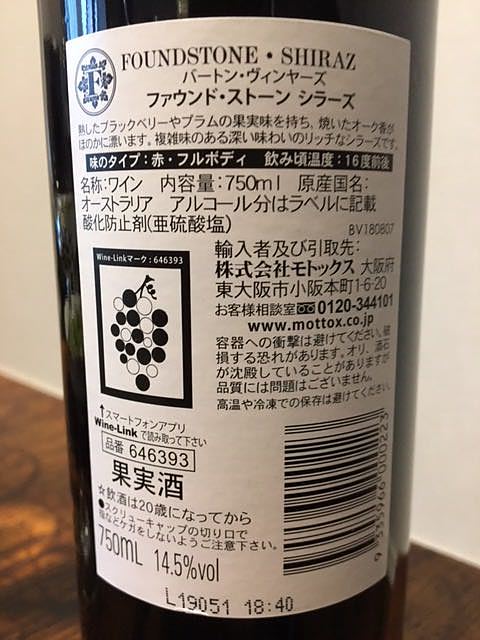 F
FOUNDSTONE・SHIRAZ
バートン・ヴィンヤーズ
ファウンド・ストーン シラーズ
熟したブラックベリーやプラムの果実味を持ち、焼いたオーク香が
ほのかに漂います。複雑味のある深い味わいのリッチなシラーズです。
味のタイプ：赤・フルボディ 飲み頃温度：16度前後
名称：ワイン 内容量：750ml 原産国名：
オーストラリア アルコール分はラベルに記載
酸化防止剤(亜硫酸塩)
BV180807
輸入者及び引取先：
株式会社モトックス 大阪府
東大阪市小阪本町1-6-20
お客様相談室 0120-344101
www.mottox.co.jp
容器への衝撃は避けてください。破
損する恐れがあります。オリ、酒石
が沈殿していることがありますが
品質には問題はございません。
高温や冷凍での保存は避けてください。
Wine-Linkマーク：646393
↑スマートフォンアプリ
Wine-Linkで読み取って下さい
品番 646393
果実酒
☆飲酒は20歳になってから
●スクリューキャップの切り口で
指などケガをしないようご注意下さい。
750mL 14.5%vol
9 335966 000223
L19051 18:40